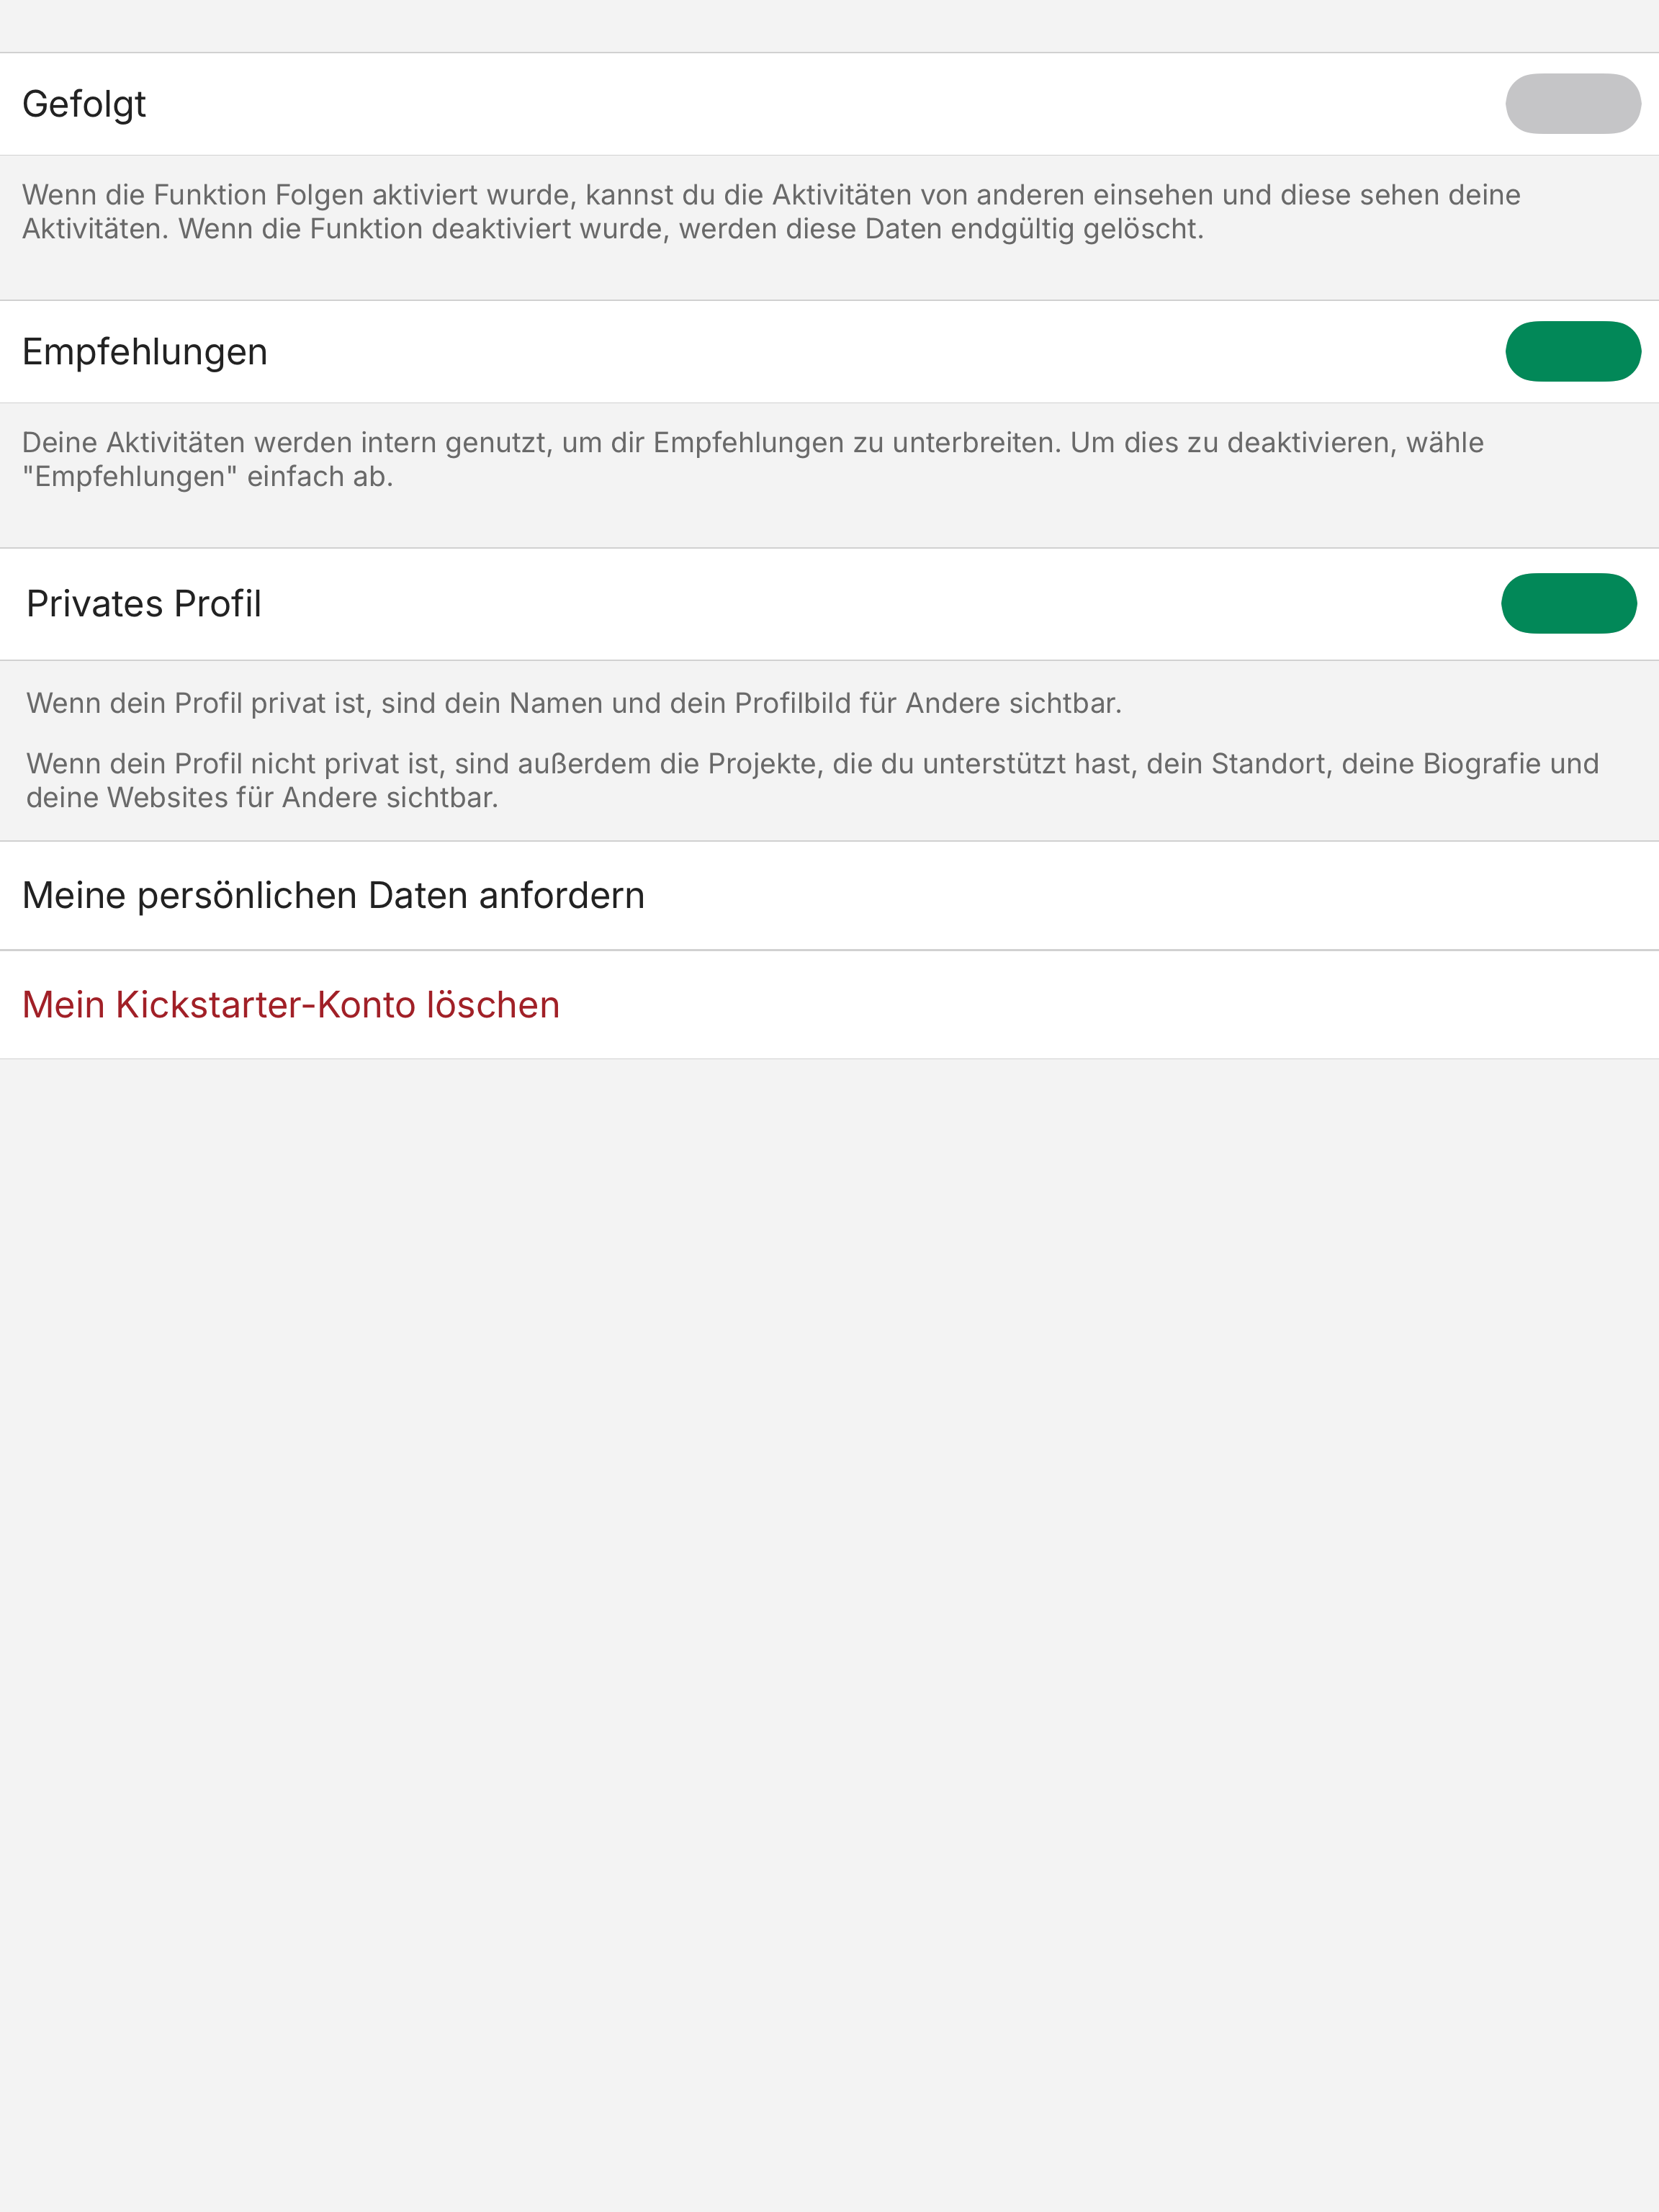 Gefolgt
Wenn die Funktion Folgen aktiviert wurde, kannst du die Aktivitäten von anderen einsehen und diese sehen deine
Aktivitäten. Wenn die Funktion deaktiviert wurde, werden diese Daten endgültig gelöscht.
Empfehlungen
Deine Aktivitäten werden intern genutzt, um dir Empfehlungen zu unterbreiten. Um dies zu deaktivieren, wähle
"Empfehlungen" einfach ab.
Privates Profil
Wenn dein Profil privat ist, sind dein Namen und dein Profilbild für Andere sichtbar.
Wenn dein Profil nicht privat ist, sind außerdem die Projekte, die du unterstützt hast, dein Standort, deine Biografie und
deine Websites für Andere sichtbar.
Meine persönlichen Daten anfordern
Mein Kickstarter-Konto löschen